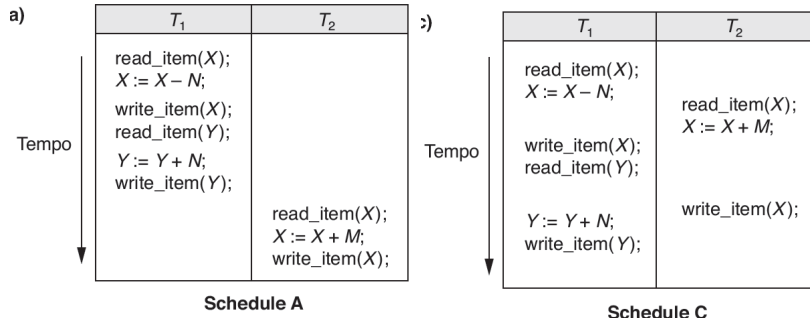 a)
T1 T2
read_item(X);
X := X – N;
write_item(X);
read_item(Y);
Tempo
Y := Y + N;
write_item(Y);
read_item(X);
X := X + M;
write_item(X);
Schedule A
c)
T1 T2
read_item(X);
X := X – N;
read_item(X);
X := X + M;
Tempo
write_item(X);
read_item(Y);
write_item(X);
Y := Y + N;
write_item(Y);
Schedule C